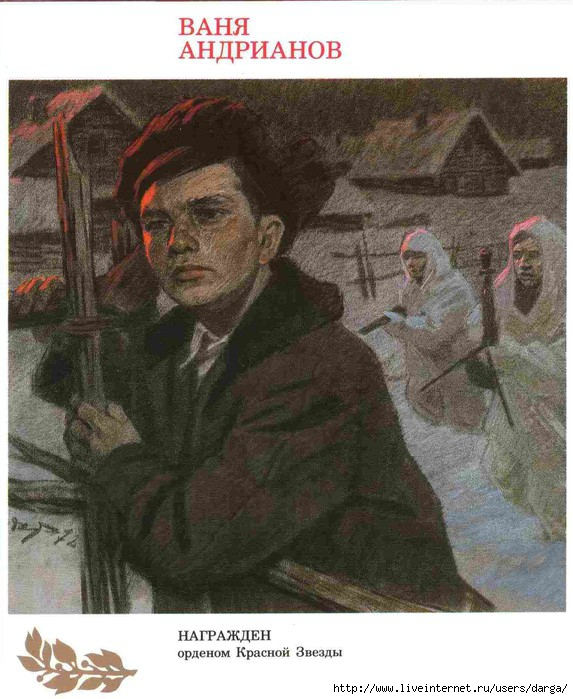 ВАНЯ
АНДРИАНОВ
НАГРАЖДЕН
орденом Красной Звезды
http://www.liveinternet.ru/users/darga/